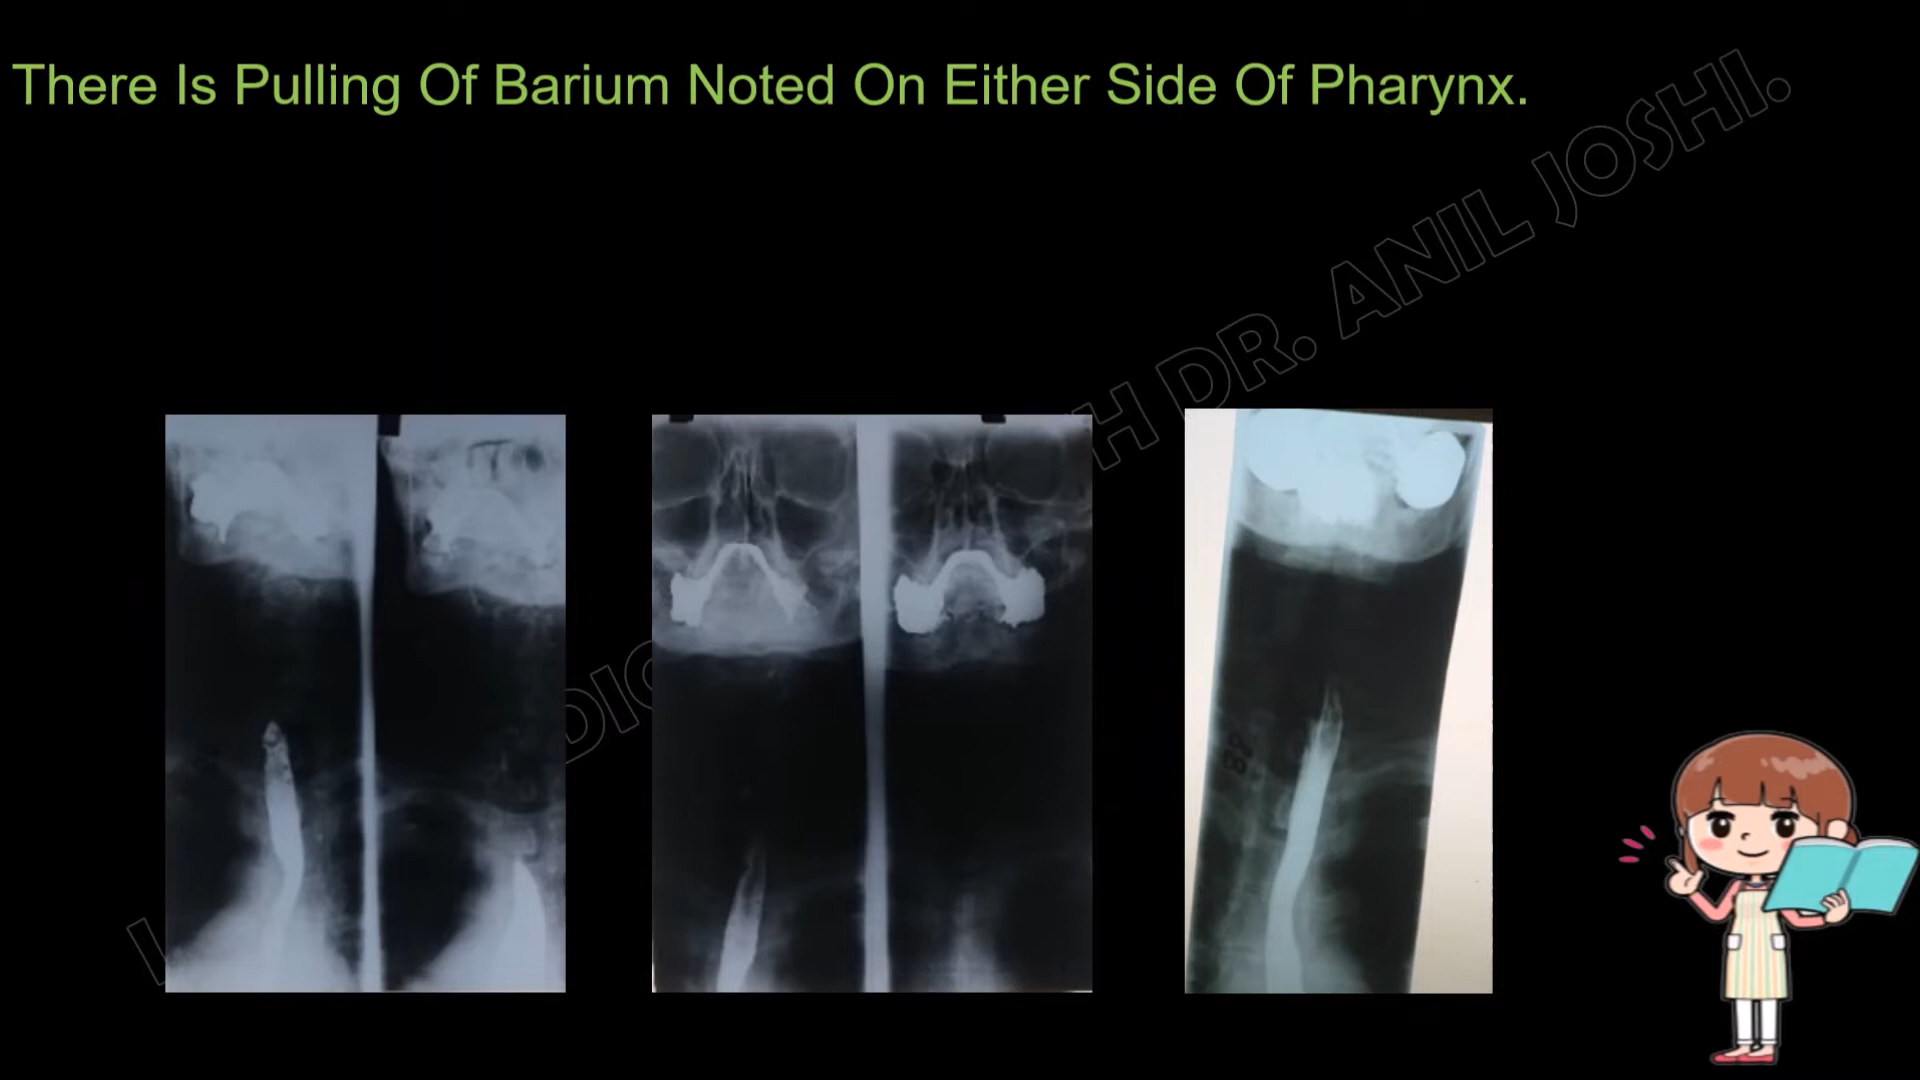 There Is Pulling Of Barium Noted On Either Side Of Pharynx.
H DR. ANIL JOSHI.